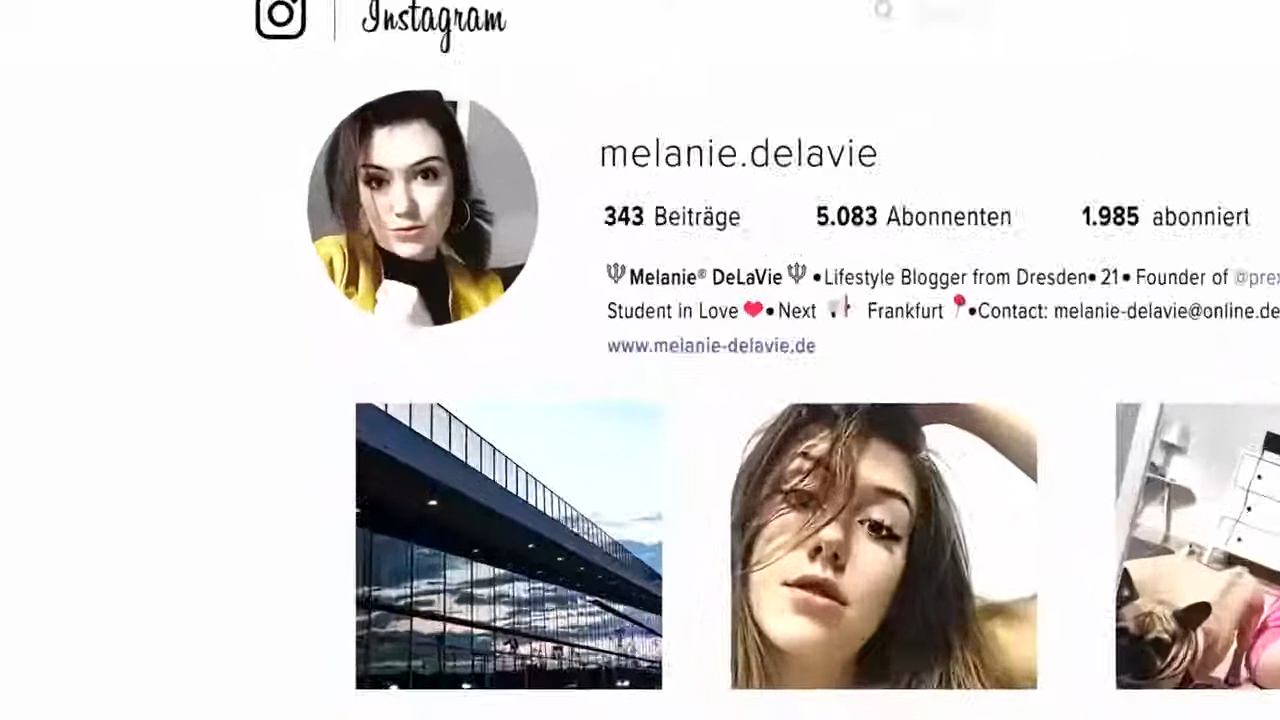 Instagram
melanie.delavie
343 Beiträge 5.083 Abonnenten 1.985 abonniert
🔱 Melanie® DeLaVie 🔱 •Lifestyle Blogger from Dresden• 21• Founder of
Student in Love ❤️• Next Frankfurt 📍•Contact: melanie-delavie@online.de
www.melanie-delavie.de